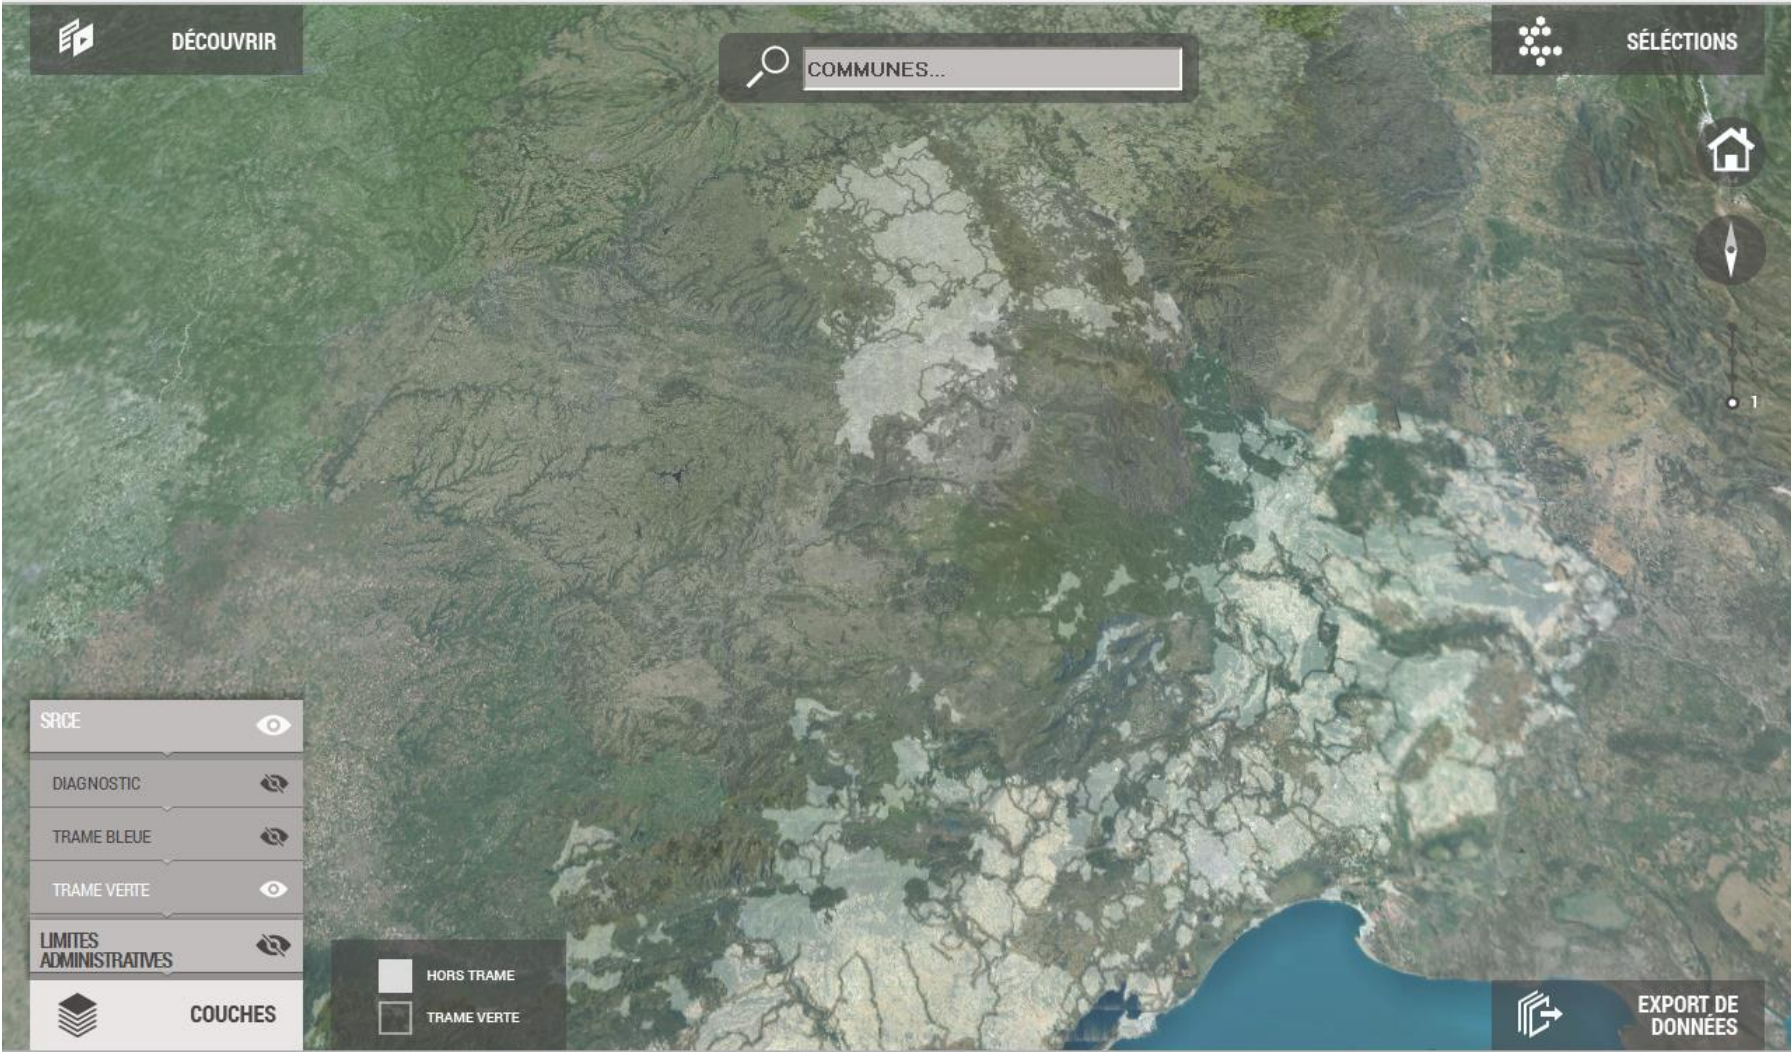 DÉCOUVRIR
COMMUNES...
SÉLÉCTIONS
1
SRCE
DIAGNOSTIC
TRAME BLEUE
TRAME VERTE
LIMITES
ADMINISTRATIVES
COUCHES
HORS TRAME
TRAME VERTE
EXPORT DE
DONNÉES